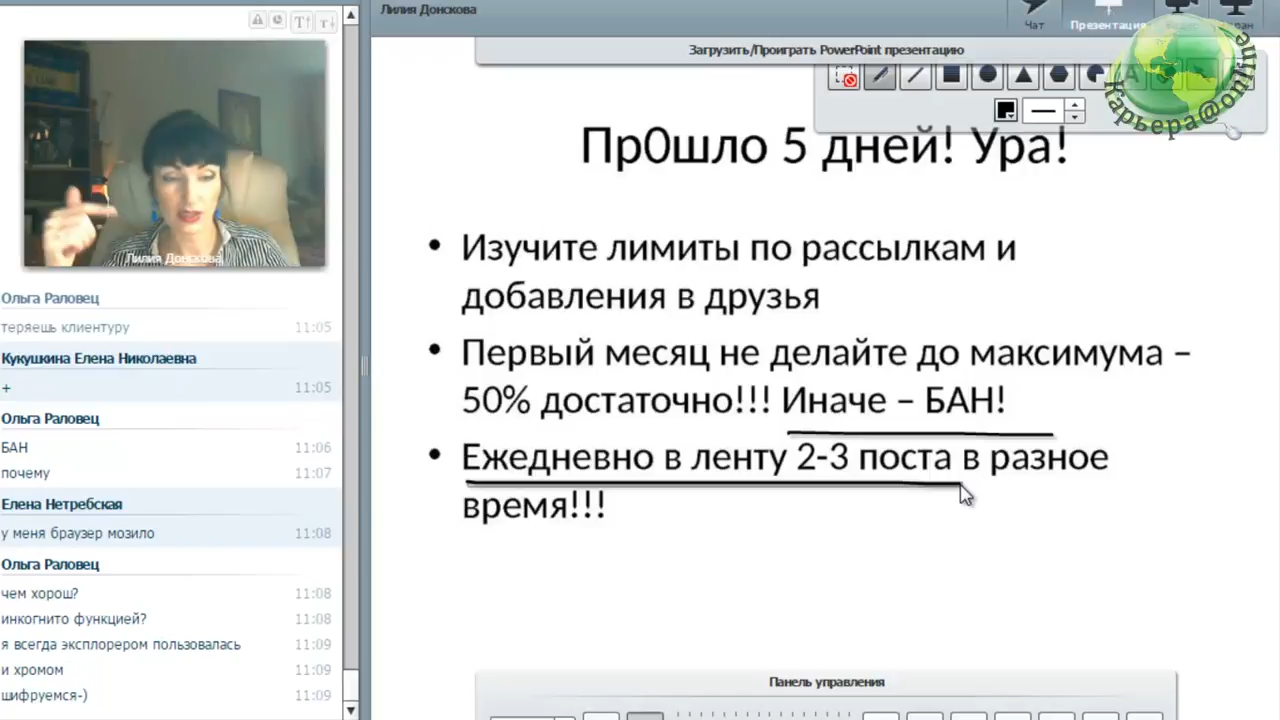 Лилия Донскова
Чат
Презентация
Загрузить/Проиграть PowerPoint презентацию
Карьера@online
Лилия Донскова
Ольга Раловец
теряешь клиентуру 11:05
Кукушкина Елена Николаевна
+ 11:05
Ольга Раловец
БАН 11:06
почему 11:07
Елена Нетребская
у меня браузер мозило 11:08
Ольга Раловец
чем хорош? 11:08
инкогнито функцией? 11:08
я всегда эксплорером пользовалась 11:09
и хромом 11:09
шифруемся-) 11:09
Пр0шло 5 дней! Ура!
• Изучите лимиты по рассылкам и
добавления в друзья
• Первый месяц не делайте до максимума –
50% достаточно!!! Иначе – БАН!
• Ежедневно в ленту 2-3 поста в разное
время!!!
Панель управления